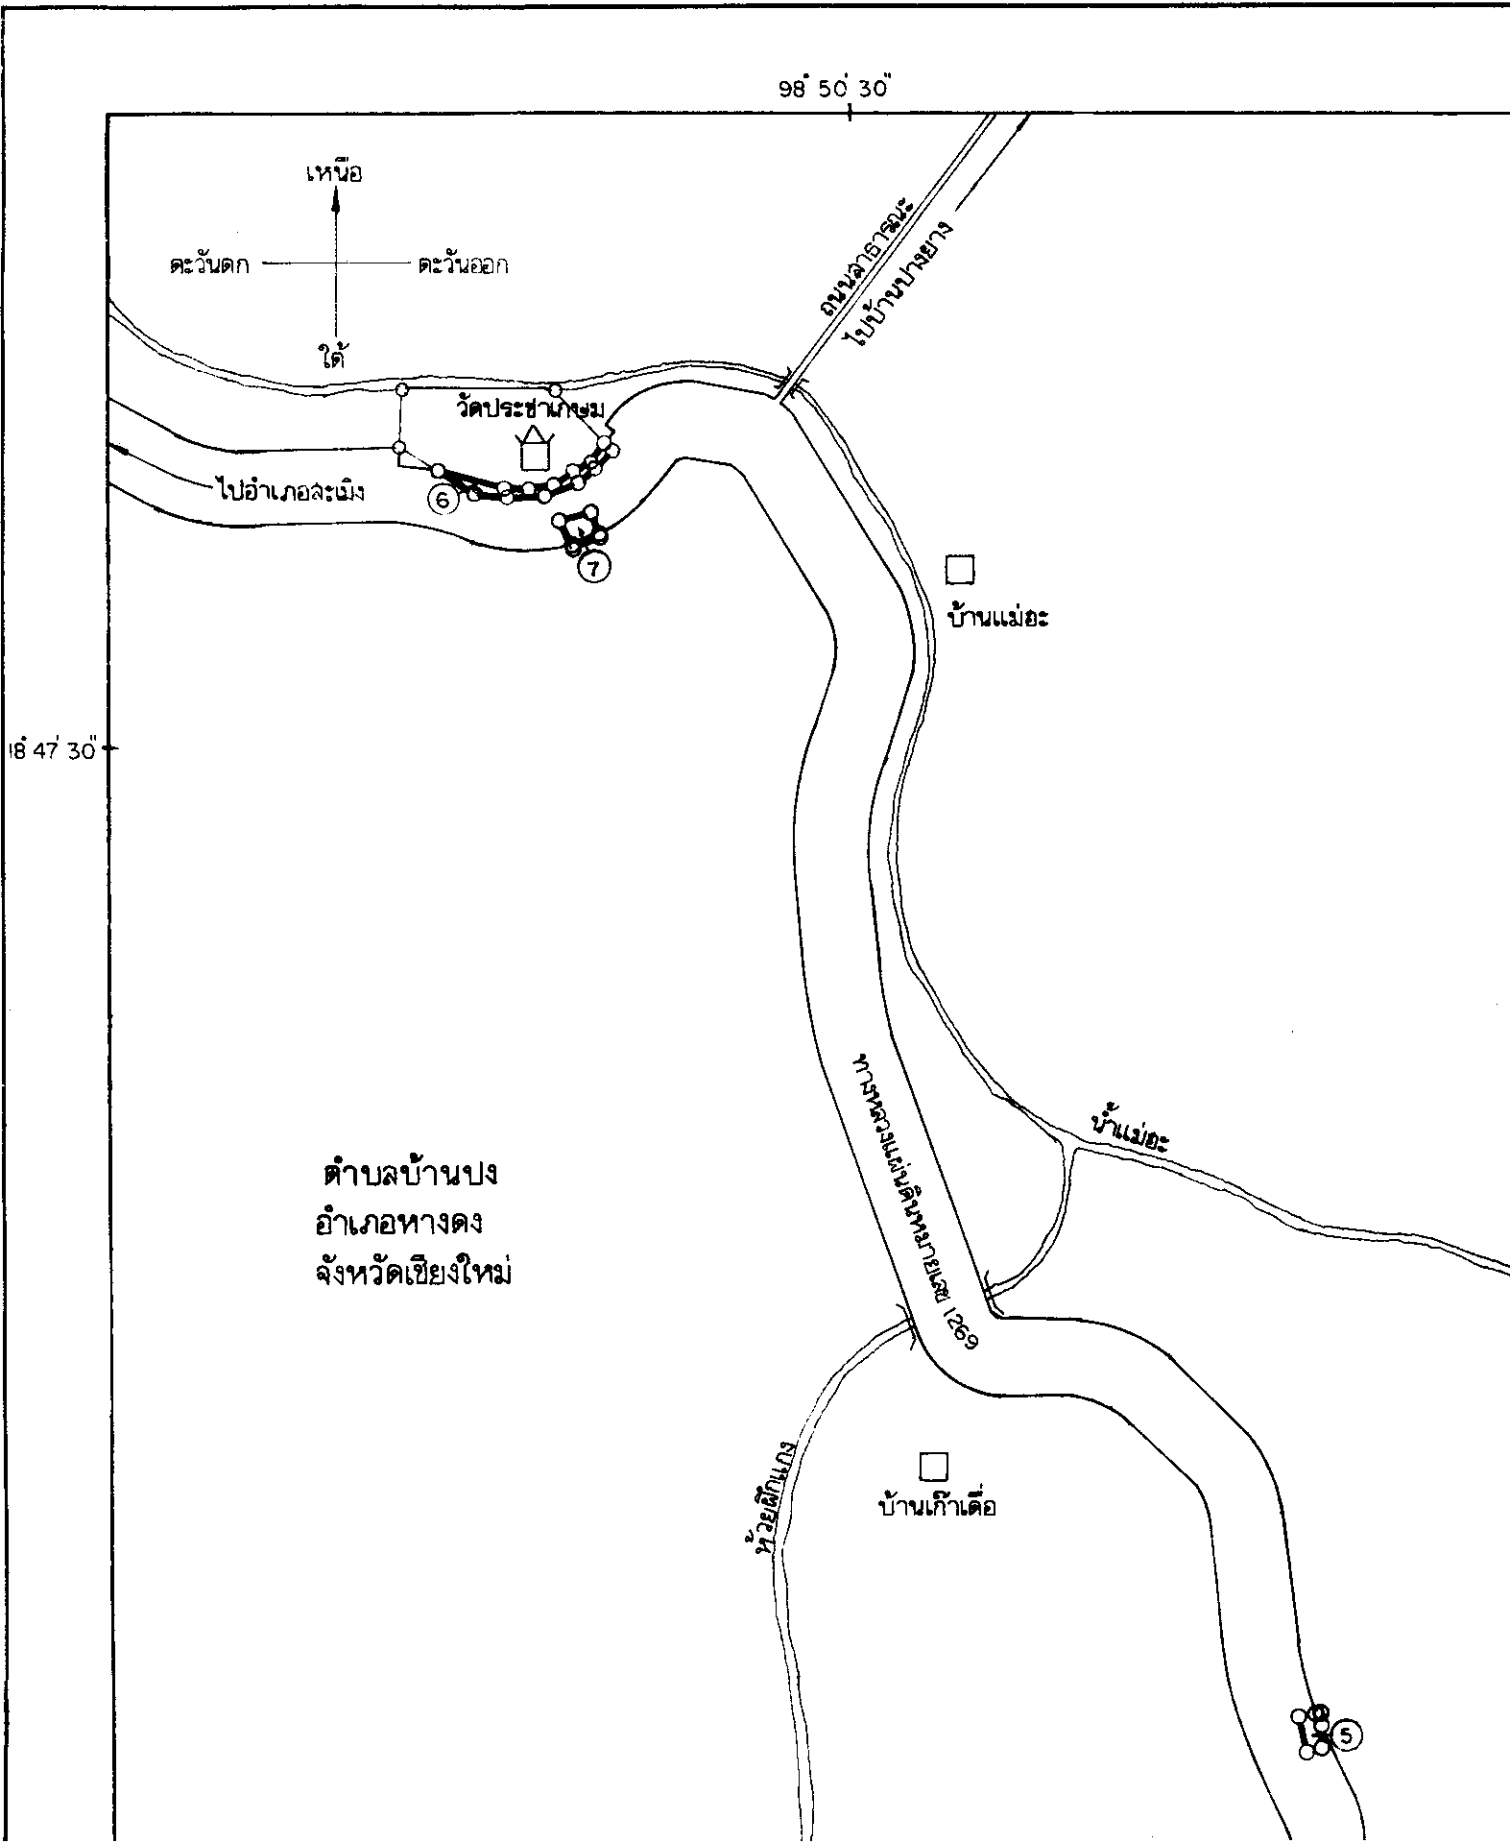 98° 50' 30"
เหนือ
ตะวันตก
ตะวันออก
ใต้
ถนนสาธารณะ
ไปบ้านปางยาง
วัดประชาเกษม
ไปอำเภอสะเมิง
6
7
บ้านแม่ฮะ
18° 47' 30"
ทางหลวงแผ่นดินหมายเลข 1269
น้ำแม่ฮะ
ตำบลบ้านปง
อำเภอหางดง
จังหวัดเชียงใหม่
ห้วยผึกแกง
บ้านเก๊าเดื่อ
5